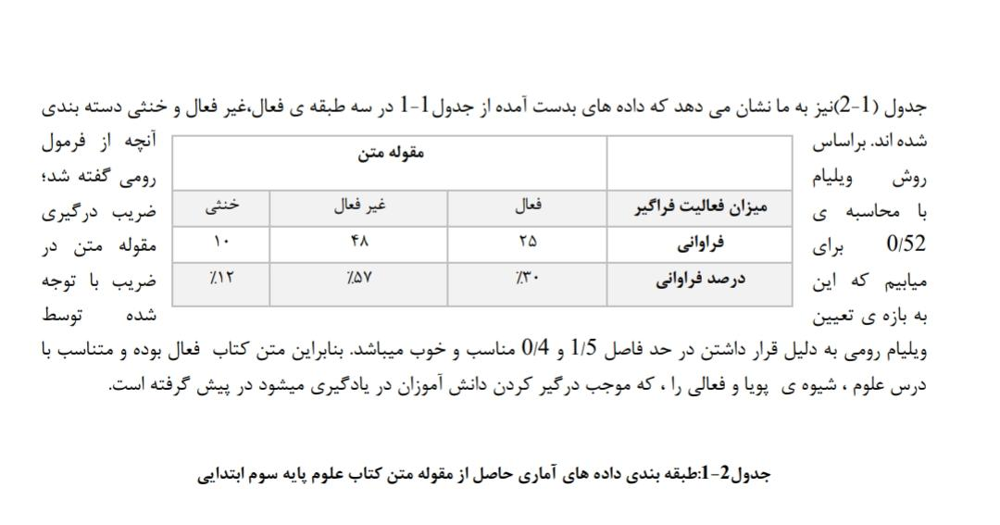 جدول (1-2)نیز به ما نشان می دهد که داده های بدست آمده از جدول1-1 در سه طبقه ی فعال،غیر فعال و خنثی دسته بندی
شده اند. براساس آنچه از فرمول
روش ویلیام رومی گفته شد؛
با محاسبه ی ضریب درگیری
0/52 برای مقوله متن در
میابیم که این ضریب با توجه
به بازه ی تعیین شده توسط
مقوله متن
میزان فعالیت فراگیر فعال غیر فعال خنثی
فراوانی ۲۵ ۴۸ ۱۰
درصد فراوانی ٪۳۰ ٪۵۷ ٪۱۲
ویلیام رومی به دلیل قرار داشتن در حد فاصل 1/5 و 0/4 مناسب و خوب میباشد. بنابراین متن کتاب فعال بوده و متناسب با
درس علوم ، شیوه ی پویا و فعالی را ، که موجب درگیر کردن دانش آموزان در یادگیری میشود در پیش گرفته است.
جدول2-1:طبقه بندی داده های آماری حاصل از مقوله متن کتاب علوم پایه سوم ابتدایی